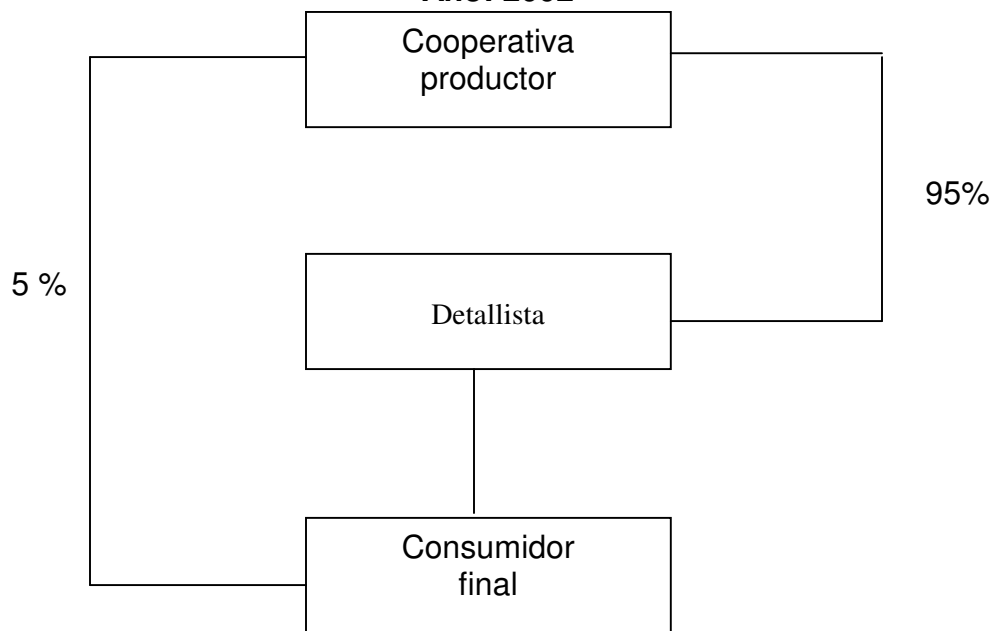 Cooperativa
productor
95%
5 %
Detallista
Consumidor
final